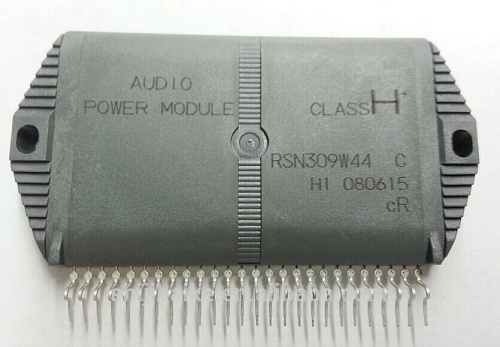 AUDIO
POWER MODULE
CLASS H+
RSN309W44 C
H1 080615
cR